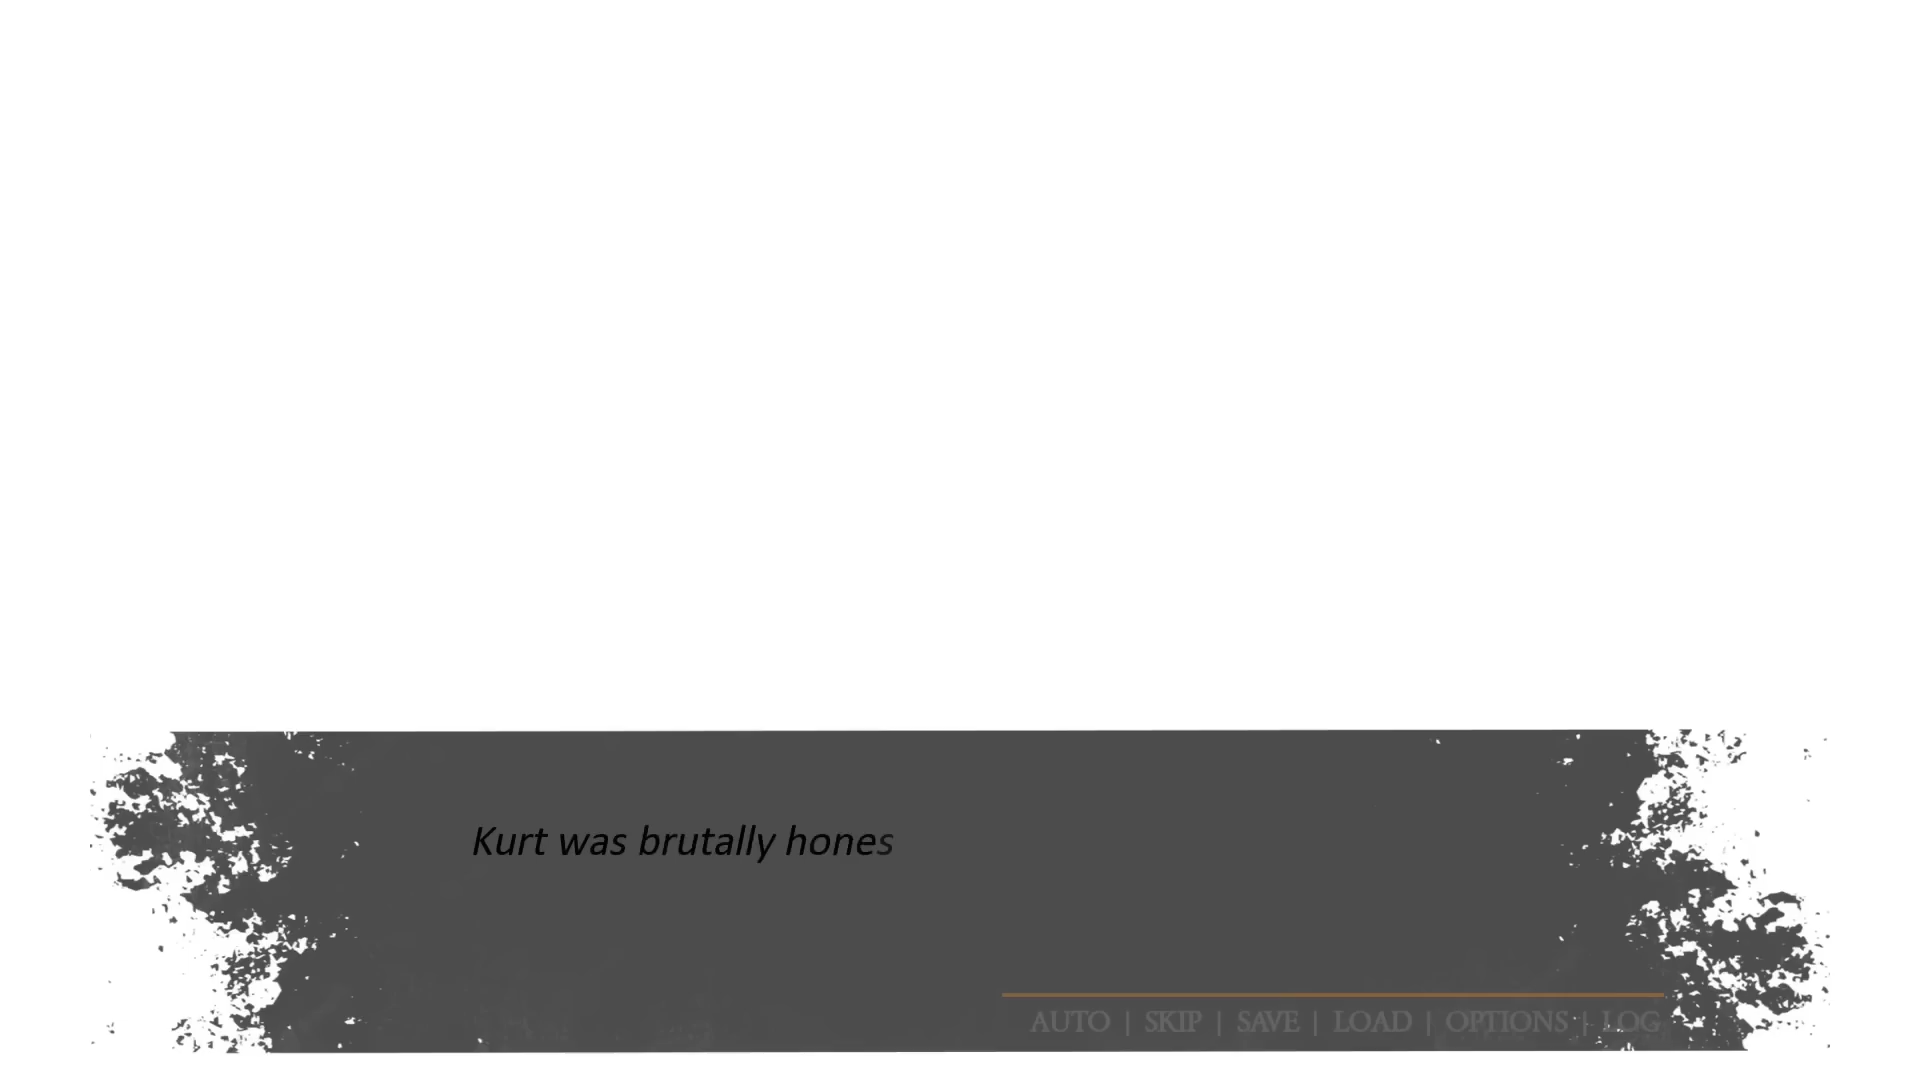 Kurt was brutally hones
AUTO | SKIP | SAVE | LOAD | OPTIONS | LOG